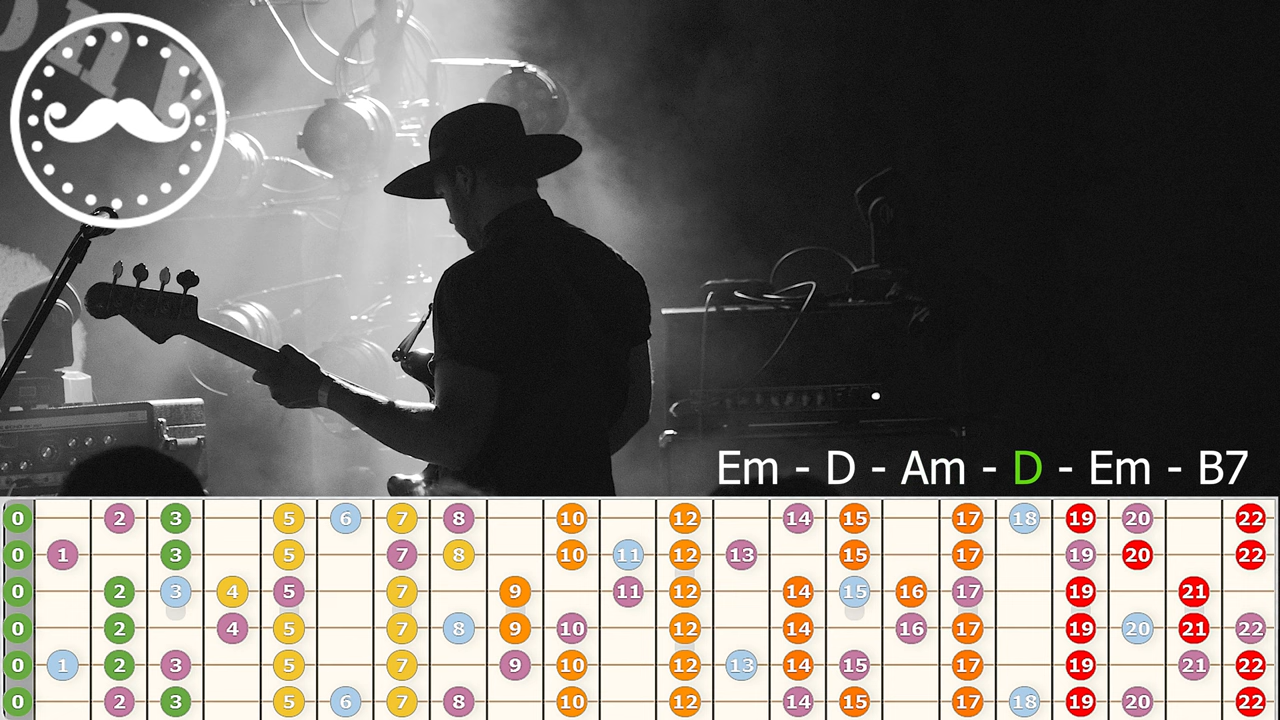 Em - D - Am - D - Em - B7
0 2 3 5 6 7 8 10 12 14 15 17 18 19 20 22
0 1 3 5 7 8 10 11 12 13 15 17 19 20 22
0 2 3 4 5 7 9 11 12 14 15 16 17 19 21
0 2 4 5 7 8 9 10 12 14 16 17 19 20 21 22
0 1 2 3 5 7 9 10 12 13 14 15 17 19 21 22
0 2 3 5 6 7 8 10 12 14 15 17 18 19 20 22